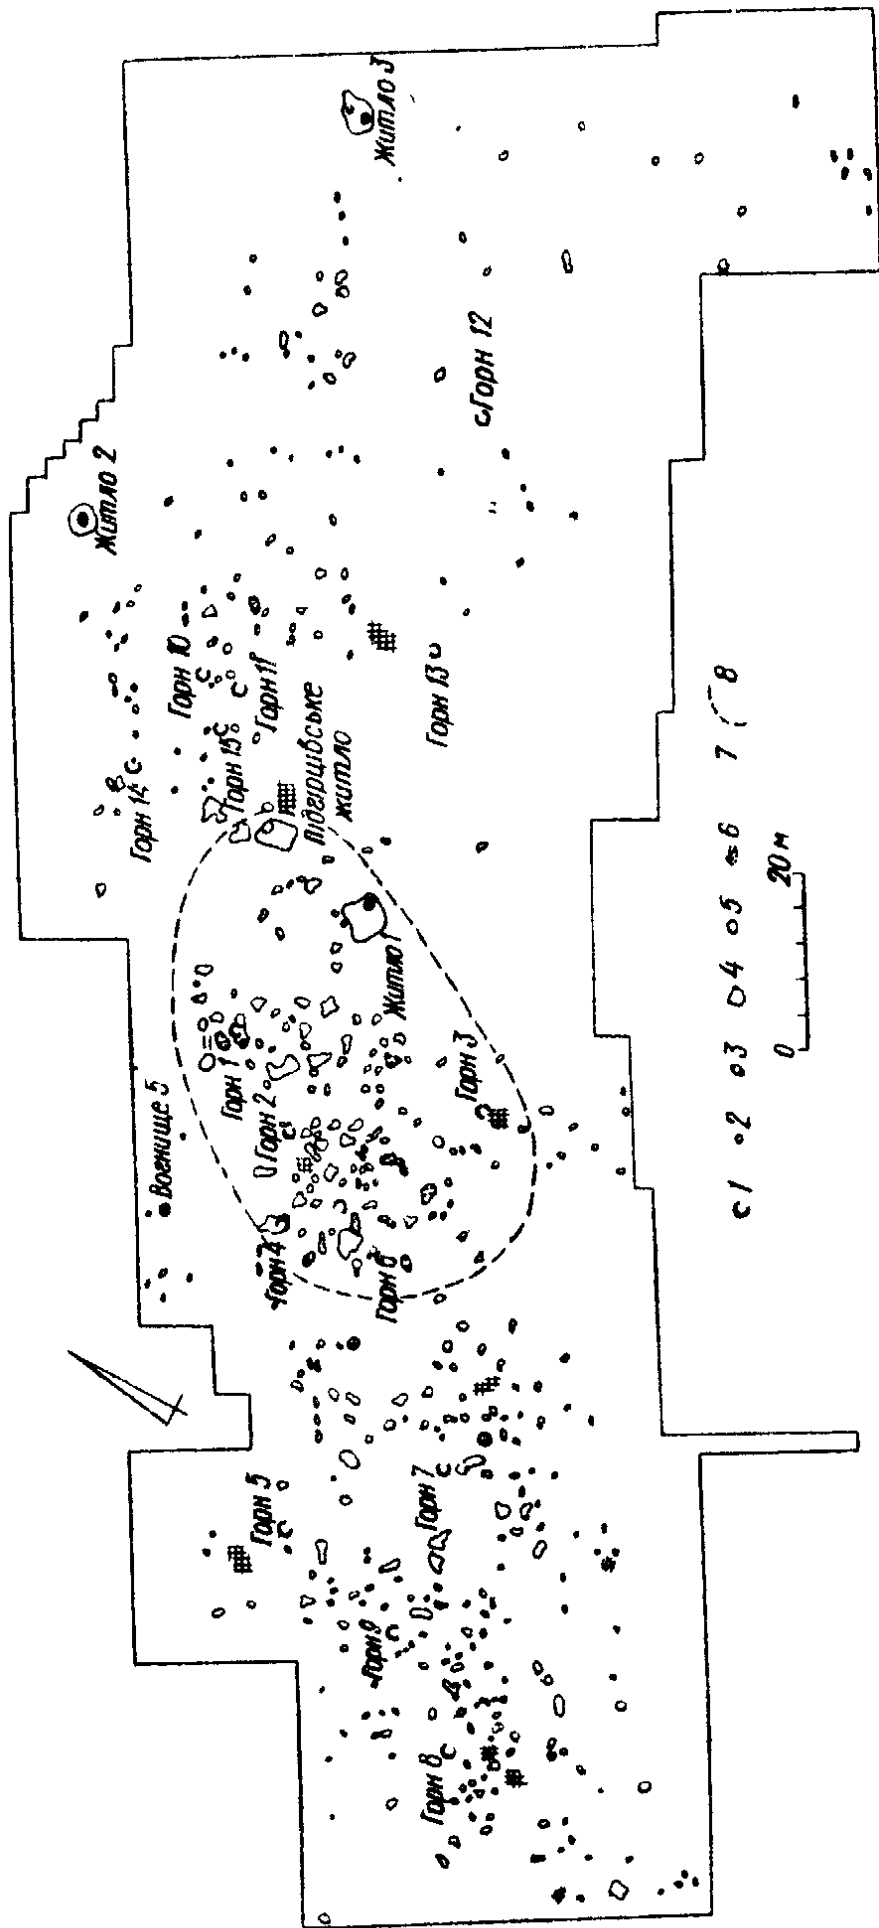 Житло 3
Горн 12
Житло 2
Горн 10
Горн 11
Горн 13
Горн 15
Горн 14
Підгірцівське
житло
Житло 1
Горн 1
Горн 2
Горн 3
Вогнище 5
Горн 4
Горн 6
Горн 5
Горн 7
Горн 9
Горн 8
1 2 3 4 5 6 7 8
0 20 м